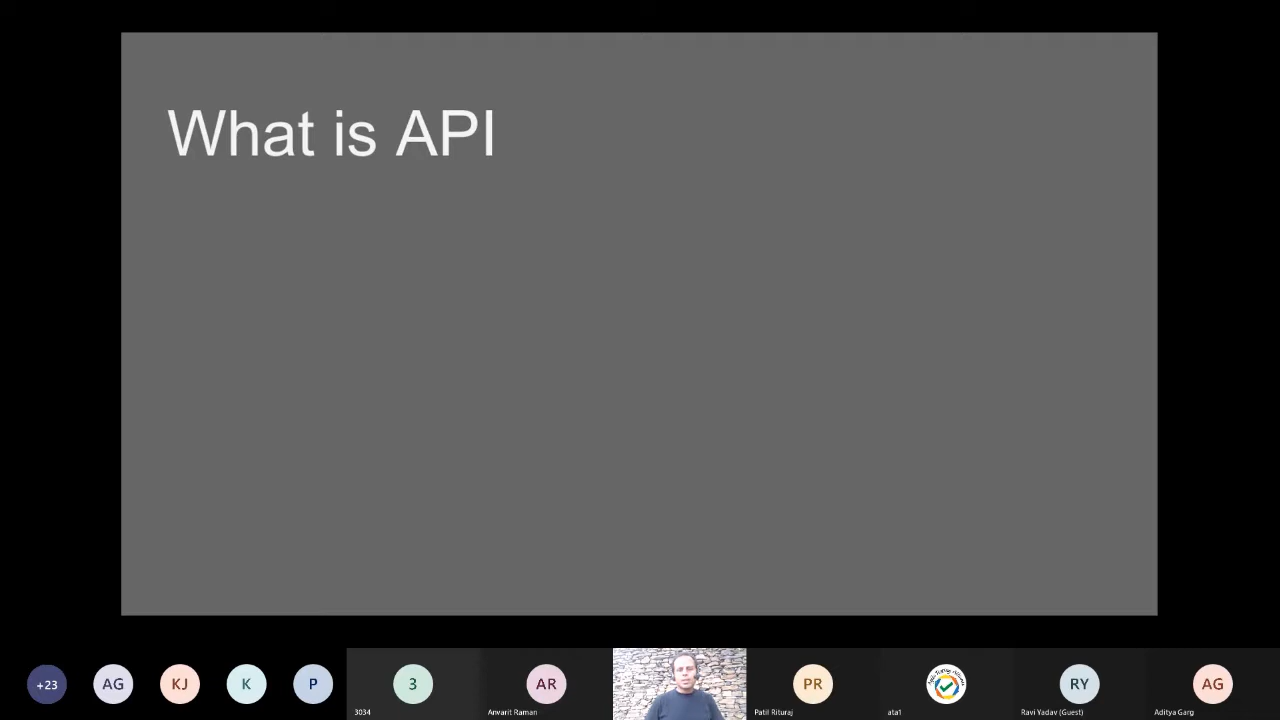 What is API
+23
AG
KJ
K
P
3
3034
AR
Anvarit Raman
PR
Patil Rituraj
ata1
RY
Ravi Yadav (Guest)
AG
Aditya Garg